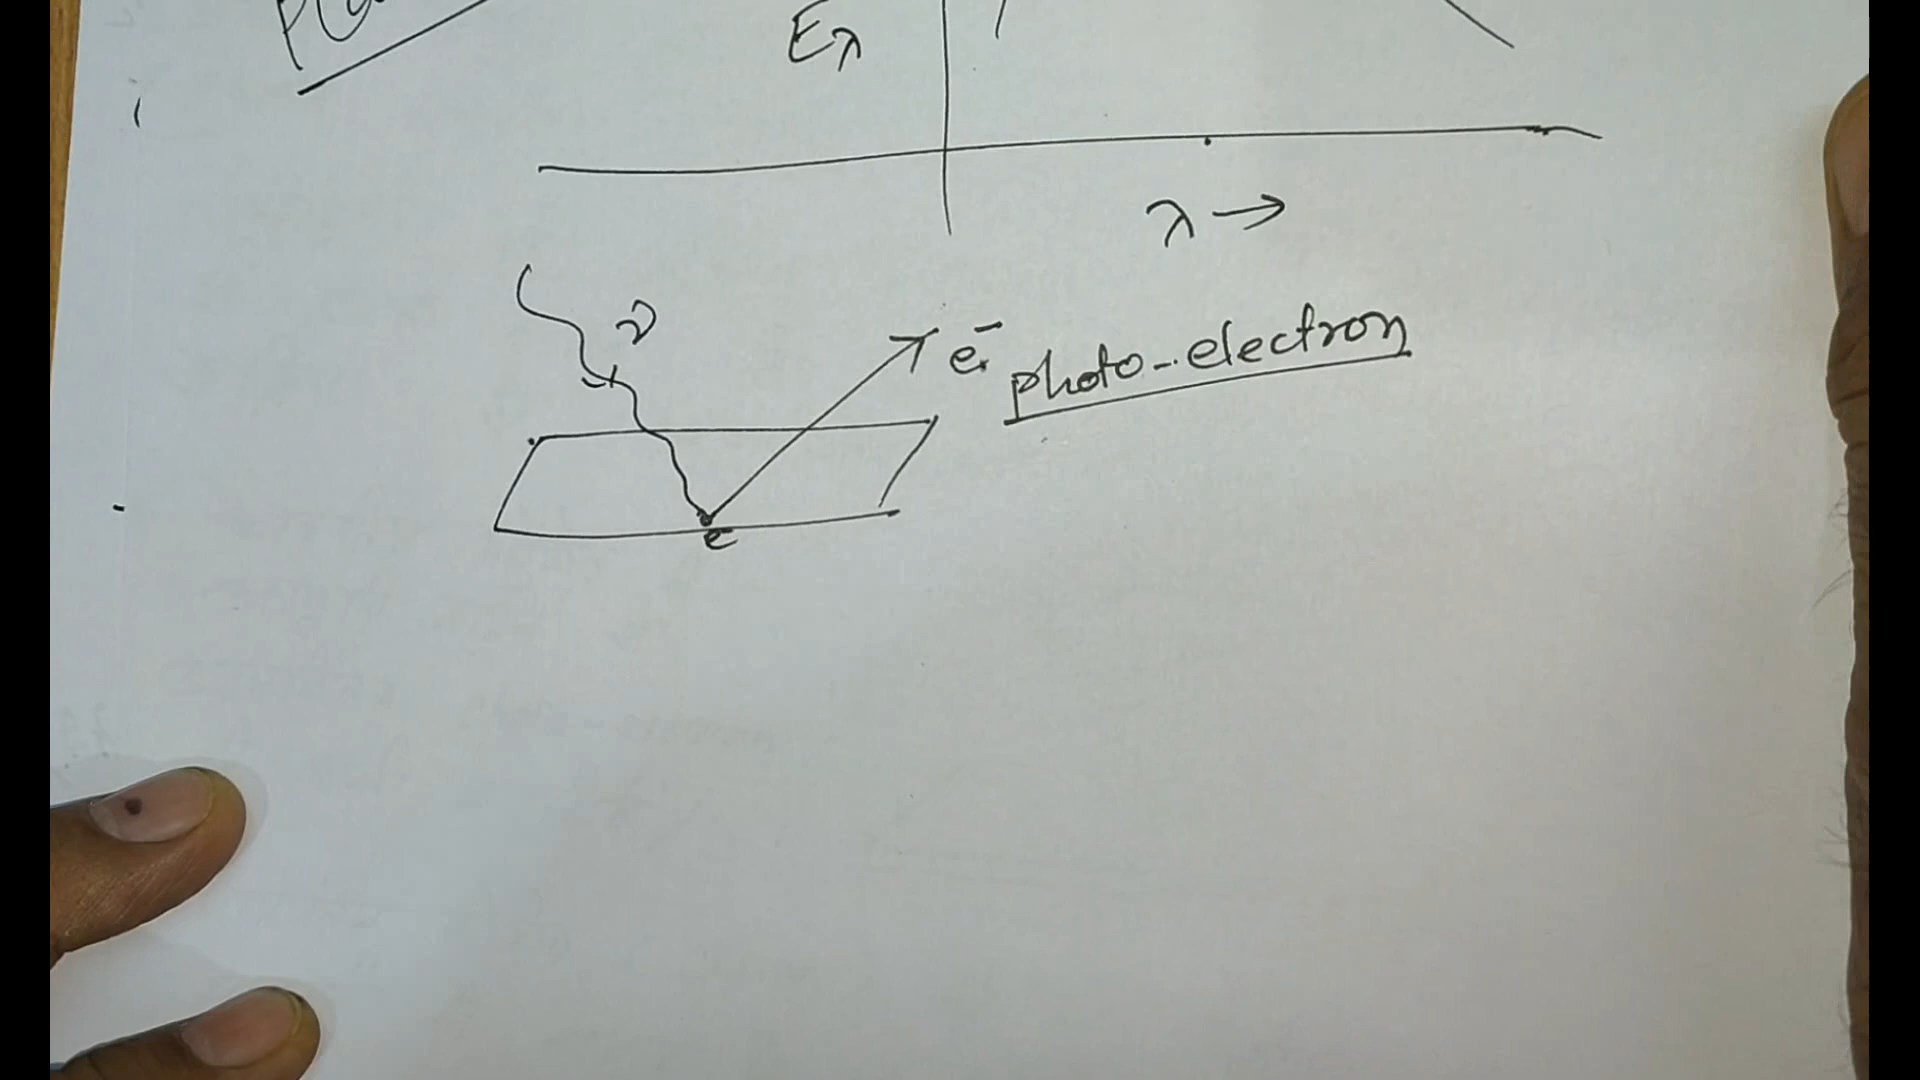 Eλ
λ →
ν
e⁻ photo-electron
e⁻